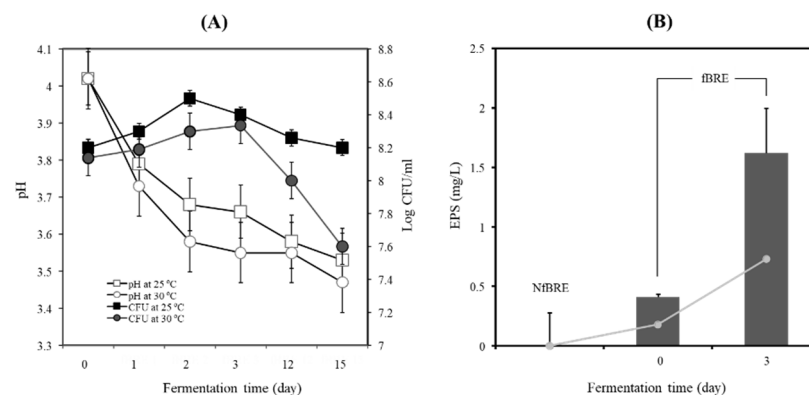 (A)
4.1
4
3.9
3.8
3.7
3.6
3.5
3.4
3.3
pH
8.8
8.6
8.4
8.2
8
7.8
7.6
7.4
7.2
7
Log CFU/ml
pH at 25 °C
pH at 30 °C
CFU at 25 °C
CFU at 30 °C
0 1 2 3 12 15
Fermentation time (day)
(B)
2.5
2
1.5
1
0.5
0
EPS (mg/L)
fBRE
NfBRE
0 3
Fermentation time (day)